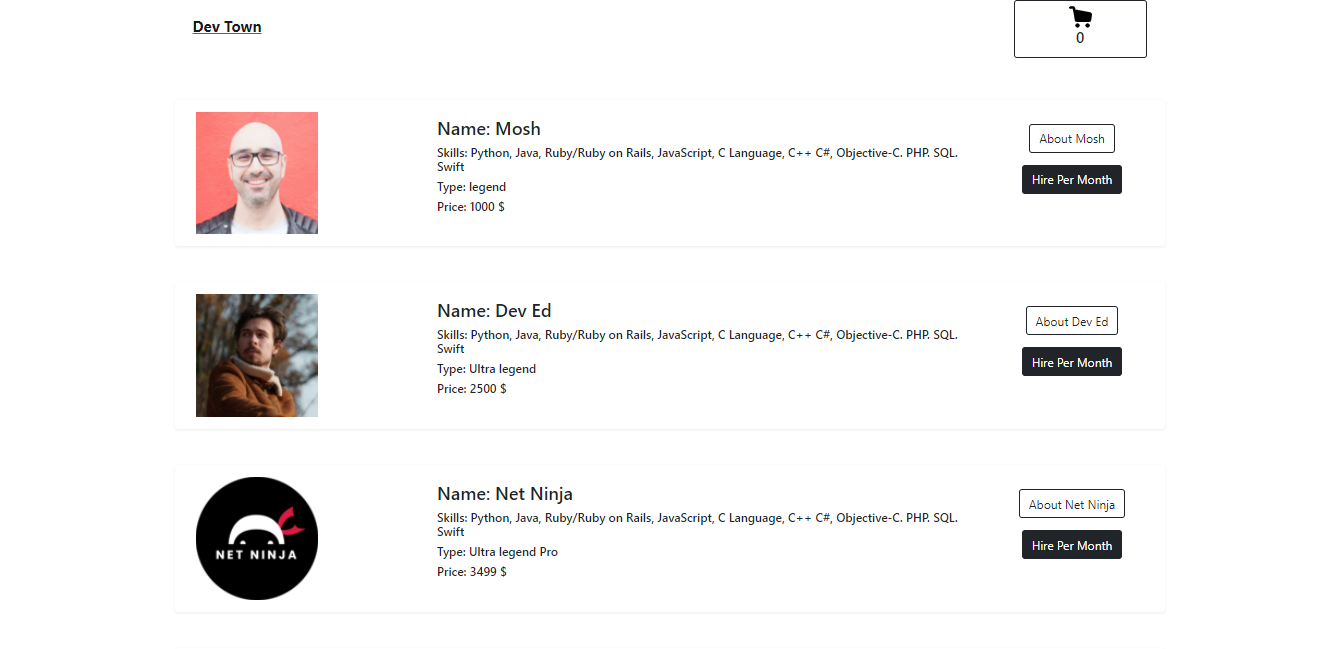 Dev Town
0
Name: Mosh
Skills: Python, Java, Ruby/Ruby on Rails, JavaScript, C Language, C++ C#, Objective-C. PHP. SQL.
Swift
Type: legend
Price: 1000 $
About Mosh
Hire Per Month
Name: Dev Ed
Skills: Python, Java, Ruby/Ruby on Rails, JavaScript, C Language, C++ C#, Objective-C. PHP. SQL.
Swift
Type: Ultra legend
Price: 2500 $
About Dev Ed
Hire Per Month
NET NINJA
Name: Net Ninja
Skills: Python, Java, Ruby/Ruby on Rails, JavaScript, C Language, C++ C#, Objective-C. PHP. SQL.
Swift
Type: Ultra legend Pro
Price: 3499 $
About Net Ninja
Hire Per Month